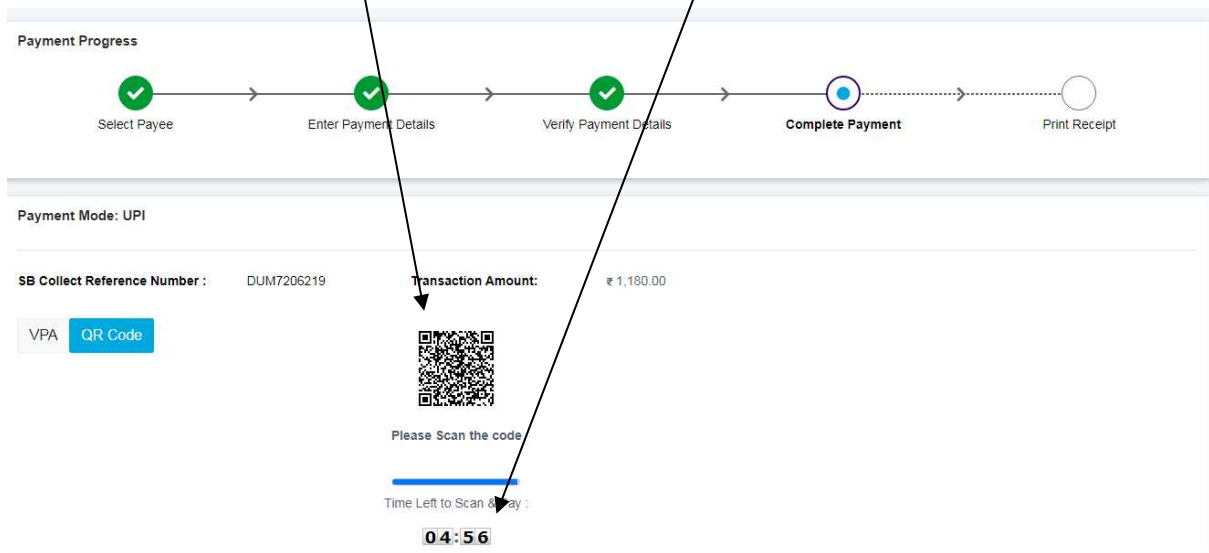 Payment Progress
Select Payee Enter Payment Details Verify Payment Details Complete Payment Print Receipt
Payment Mode: UPI
SB Collect Reference Number : DUM7206219 Transaction Amount: ₹ 1,180.00
VPA QR Code
Please Scan the code
Time Left to Scan & Pay :
04:56